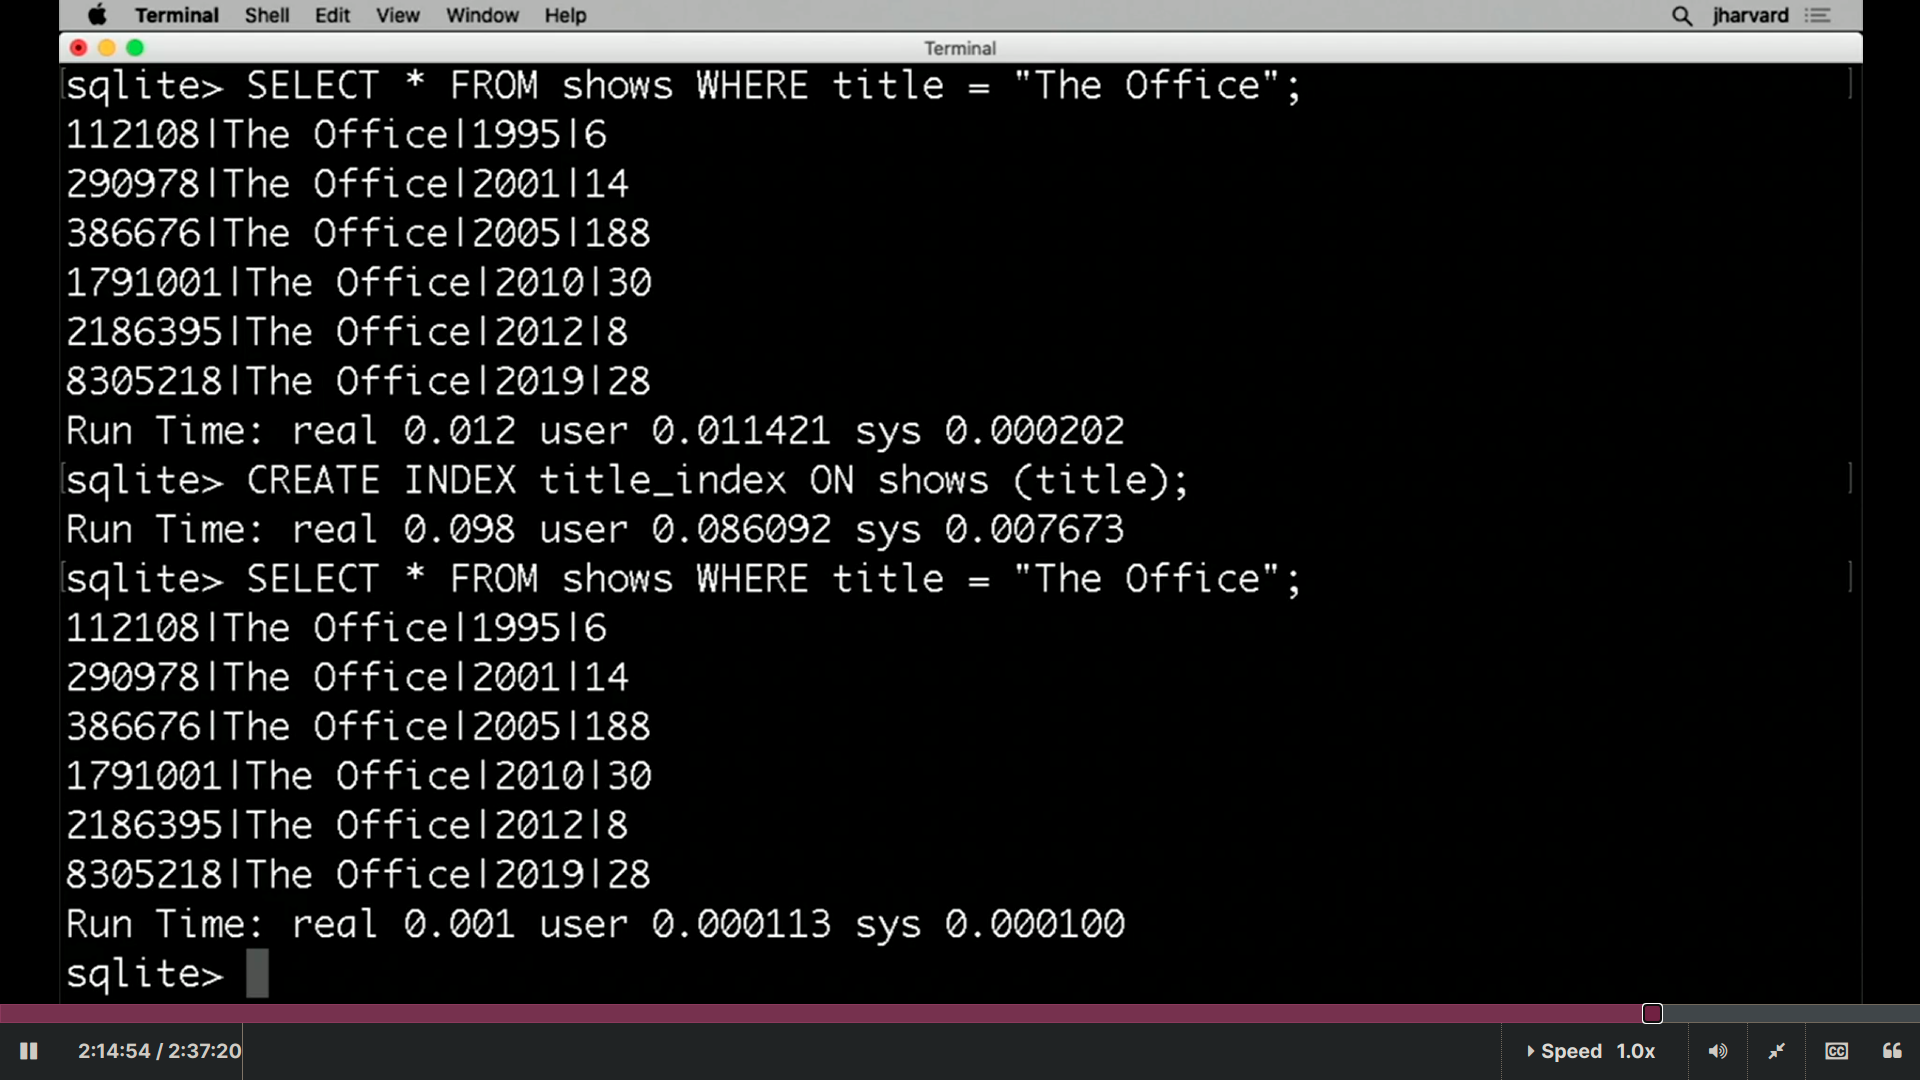 Terminal Shell Edit View Window Help jharvard
Terminal
sqlite> SELECT * FROM shows WHERE title = "The Office";
112108|The Office|1995|6
290978|The Office|2001|14
386676|The Office|2005|188
1791001|The Office|2010|30
2186395|The Office|2012|8
8305218|The Office|2019|28
Run Time: real 0.012 user 0.011421 sys 0.000202
sqlite> CREATE INDEX title_index ON shows (title);
Run Time: real 0.098 user 0.086092 sys 0.007673
sqlite> SELECT * FROM shows WHERE title = "The Office";
112108|The Office|1995|6
290978|The Office|2001|14
386676|The Office|2005|188
1791001|The Office|2010|30
2186395|The Office|2012|8
8305218|The Office|2019|28
Run Time: real 0.001 user 0.000113 sys 0.000100
sqlite>
2:14:54 / 2:37:20 Speed 1.0x CC